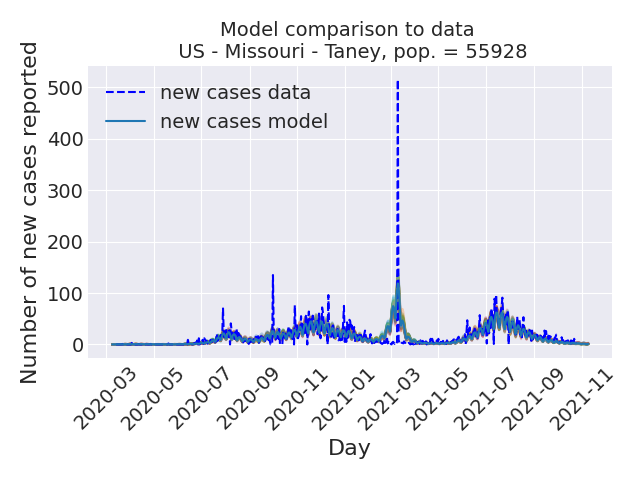 Model comparison to data
US - Missouri - Taney, pop. = 55928
Number of new cases reported
500
400
300
200
100
0
new cases data
new cases model
2020-03
2020-05
2020-07
2020-09
2020-11
2021-01
2021-03
2021-05
2021-07
2021-09
2021-11
Day